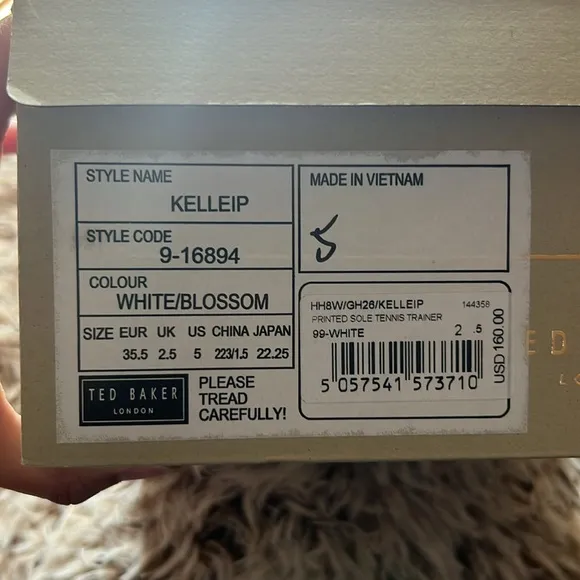 STYLE NAME
KELLEIP
STYLE CODE
9-16894
COLOUR
WHITE/BLOSSOM
SIZE EUR UK US CHINA JAPAN
35.5 2.5 5 223/1.5 22.25
TED BAKER
LONDON
PLEASE
TREAD
CAREFULLY!
MADE IN VIETNAM
5
HH8W/GH26/KELLEIP 144358
PRINTED SOLE TENNIS TRAINER
99-WHITE 2 .5
5 057541 573710
USD 160.00
ED
LO